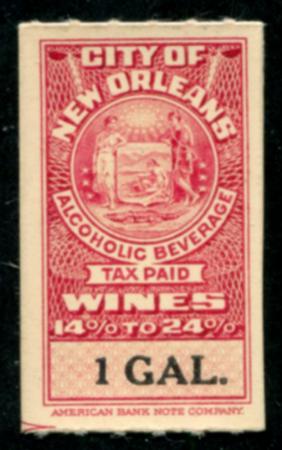 CITY OF
NEW ORLEANS
ALCOHOLIC BEVERAGE
TAX PAID
WINES
14% TO 24%
1 GAL.
AMERICAN BANK NOTE COMPANY.